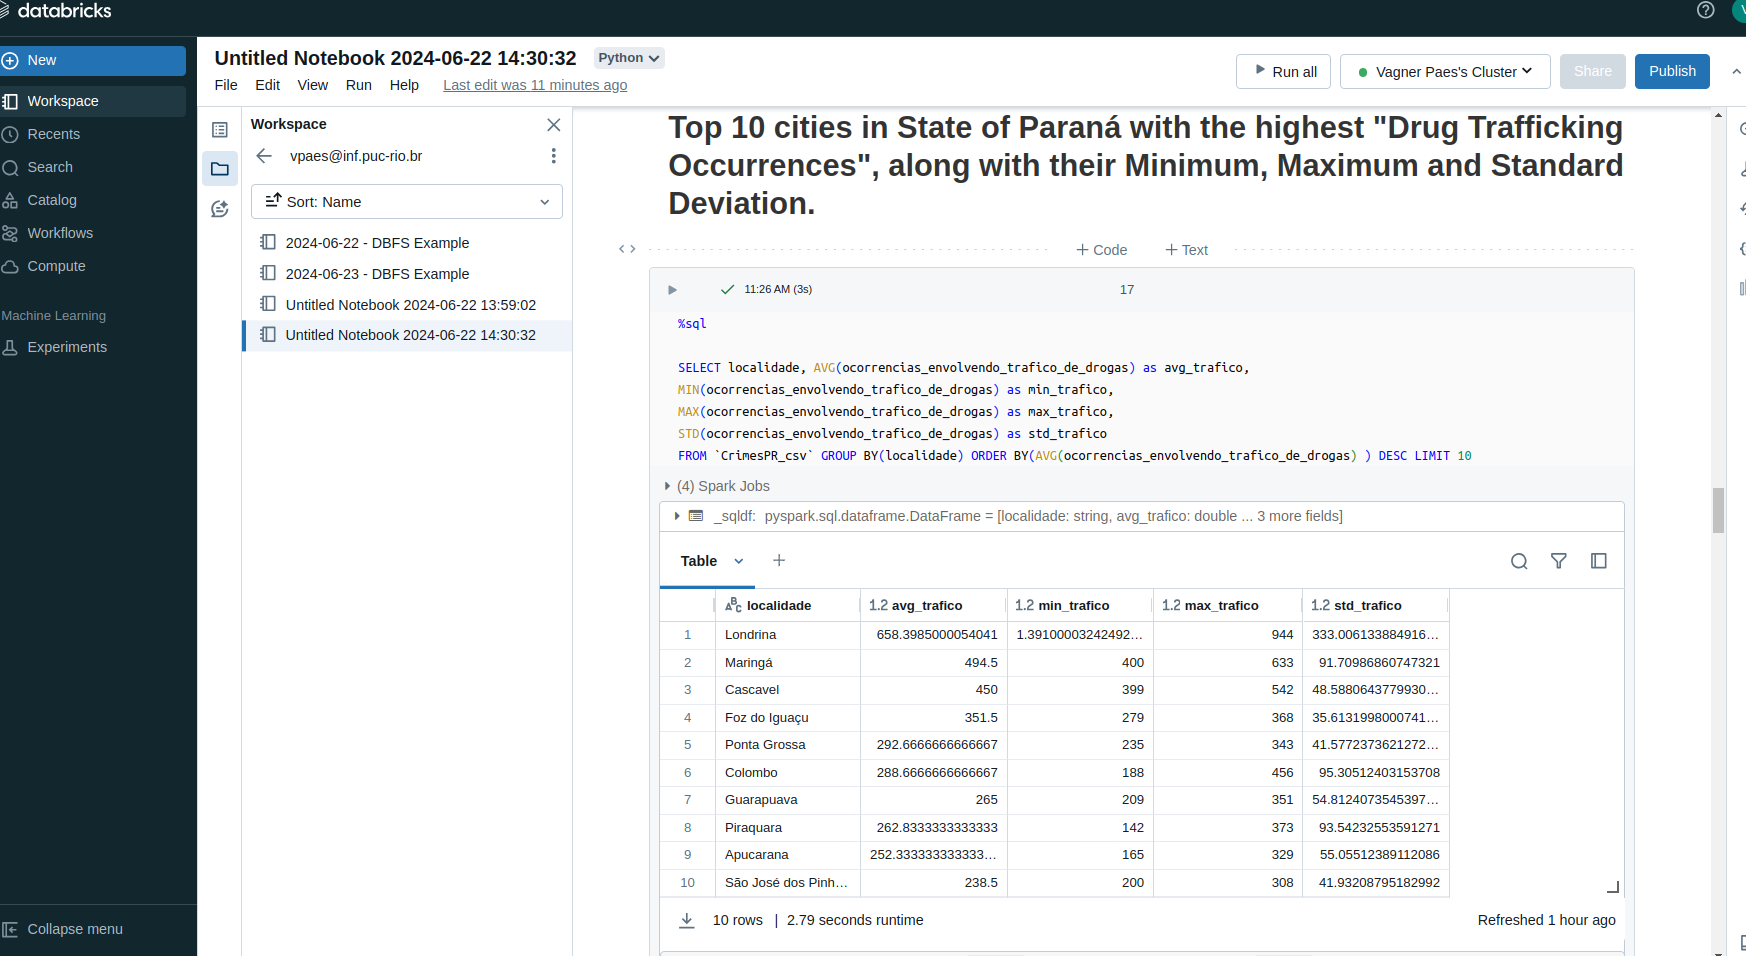 databricks
New
Workspace
Recents
Search
Catalog
Workflows
Compute
Machine Learning
Experiments
Collapse menu
Untitled Notebook 2024-06-22 14:30:32 Python
File Edit View Run Help Last edit was 11 minutes ago
Run all Vagner Paes's Cluster Share Publish
Workspace
vpaes@inf.puc-rio.br
Sort: Name
2024-06-22 - DBFS Example
2024-06-23 - DBFS Example
Untitled Notebook 2024-06-22 13:59:02
Untitled Notebook 2024-06-22 14:30:32
Top 10 cities in State of Paraná with the highest "Drug Trafficking
Occurrences", along with their Minimum, Maximum and Standard
Deviation.
+ Code + Text
11:26 AM (3s) 17
%sql
SELECT localidade, AVG(ocorrencias_envolvendo_trafico_de_drogas) as avg_trafico,
MIN(ocorrencias_envolvendo_trafico_de_drogas) as min_trafico,
MAX(ocorrencias_envolvendo_trafico_de_drogas) as max_trafico,
STD(ocorrencias_envolvendo_trafico_de_drogas) as std_trafico
FROM `CrimesPR_csv` GROUP BY(localidade) ORDER BY(AVG(ocorrencias_envolvendo_trafico_de_drogas) ) DESC LIMIT 10
(4) Spark Jobs
_sqldf: pyspark.sql.dataframe.DataFrame = [localidade: string, avg_trafico: double ... 3 more fields]
Table +
ABC localidade 1.2 avg_trafico 1.2 min_trafico 1.2 max_trafico 1.2 std_trafico
1 Londrina 658.3985000054041 1.39100003242492... 944 333.006133884916...
2 Maringá 494.5 400 633 91.70986860747321
3 Cascavel 450 399 542 48.5880643779930...
4 Foz do Iguaçu 351.5 279 368 35.6131998000741...
5 Ponta Grossa 292.6666666666667 235 343 41.5772373621272...
6 Colombo 288.6666666666667 188 456 95.30512403153708
7 Guarapuava 265 209 351 54.8124073545397...
8 Piraquara 262.8333333333333 142 373 93.54232553591271
9 Apucarana 252.333333333333... 165 329 55.05512389112086
10 São José dos Pinh... 238.5 200 308 41.93208795182992
10 rows | 2.79 seconds runtime Refreshed 1 hour ago